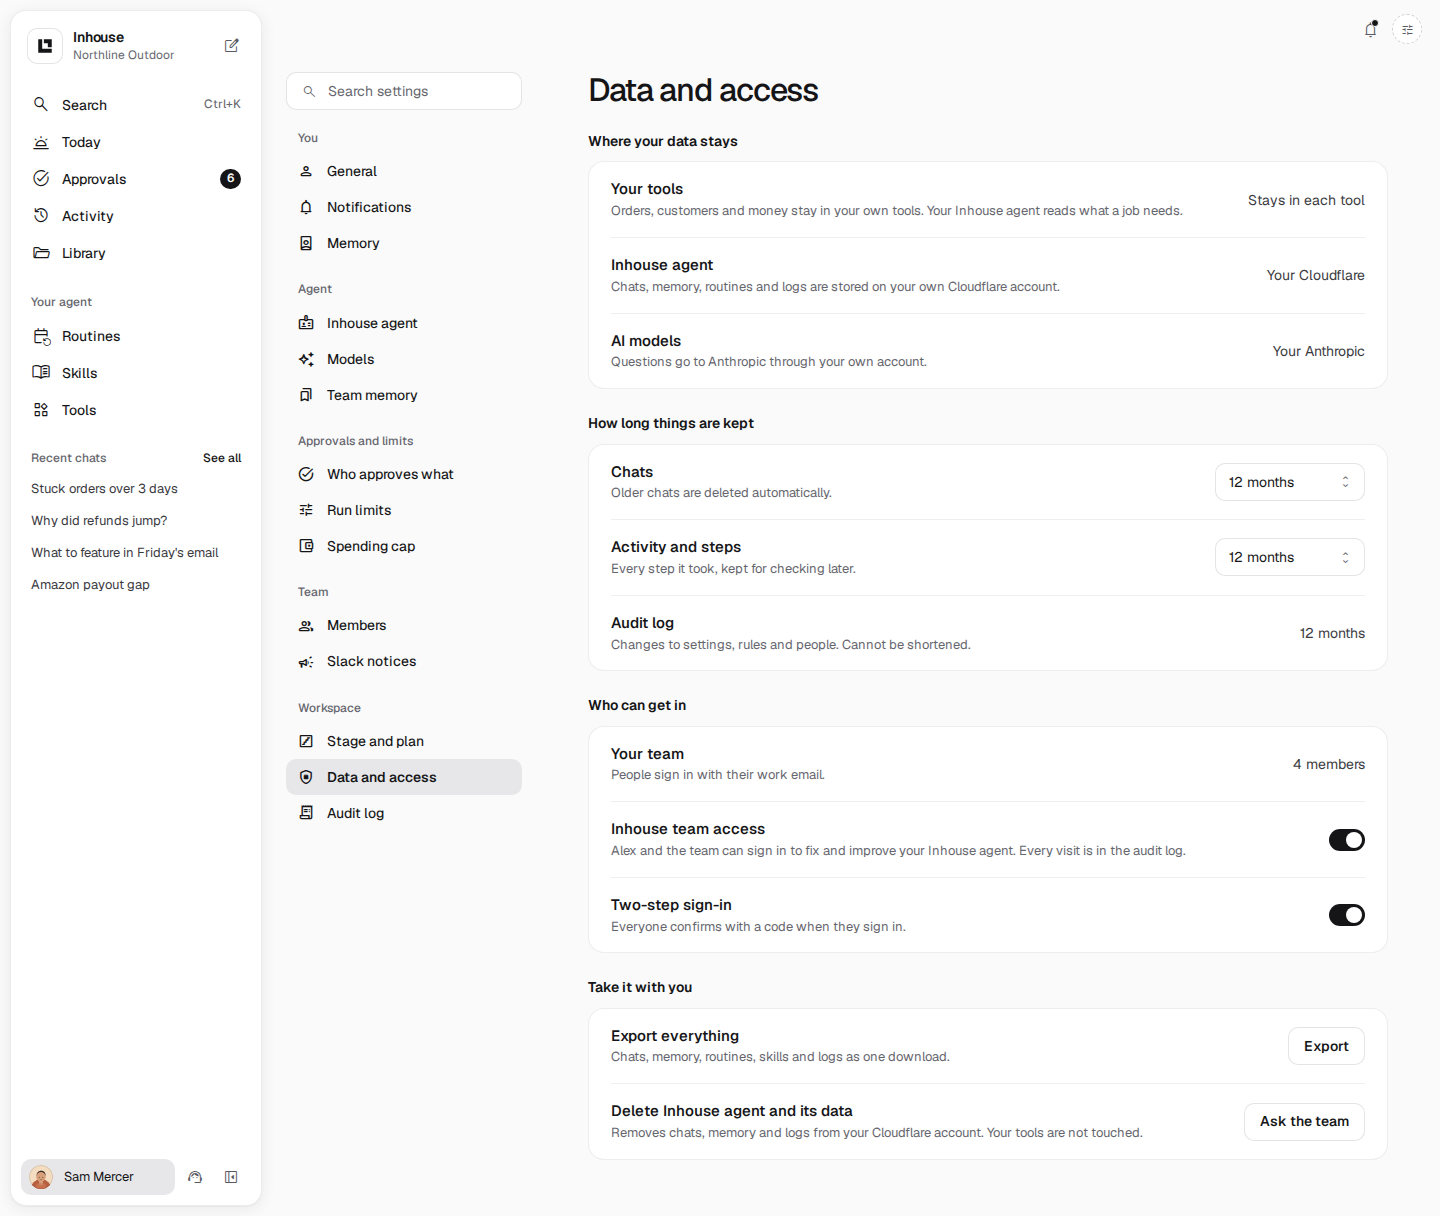 Inhouse
Northline Outdoor
Search
Ctrl+K
Today
Approvals
6
Activity
Library
Your agent
Routines
Skills
Tools
Recent chats
See all
Stuck orders over 3 days
Why did refunds jump?
What to feature in Friday's email
Amazon payout gap
Sam Mercer
Search settings
You
General
Notifications
Memory
Agent
Inhouse agent
Models
Team memory
Approvals and limits
Who approves what
Run limits
Spending cap
Team
Members
Slack notices
Workspace
Stage and plan
Data and access
Audit log
Data and access
Where your data stays
Your tools
Orders, customers and money stay in your own tools. Your Inhouse agent reads what a job needs.
Stays in each tool
Inhouse agent
Chats, memory, routines and logs are stored on your own Cloudflare account.
Your Cloudflare
AI models
Questions go to Anthropic through your own account.
Your Anthropic
How long things are kept
Chats
Older chats are deleted automatically.
12 months
Activity and steps
Every step it took, kept for checking later.
12 months
Audit log
Changes to settings, rules and people. Cannot be shortened.
12 months
Who can get in
Your team
People sign in with their work email.
4 members
Inhouse team access
Alex and the team can sign in to fix and improve your Inhouse agent. Every visit is in the audit log.
Two-step sign-in
Everyone confirms with a code when they sign in.
Take it with you
Export everything
Chats, memory, routines, skills and logs as one download.
Export
Delete Inhouse agent and its data
Removes chats, memory and logs from your Cloudflare account. Your tools are not touched.
Ask the team